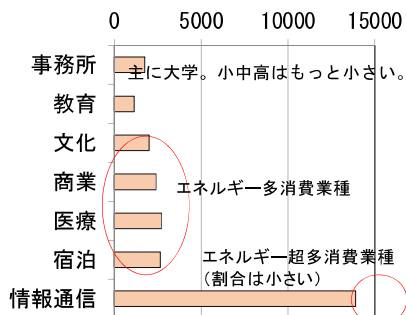 0 5000 10000 15000
事務所
主に大学。小中高はもっと小さい。
教育
文化
商業
エネルギー多消費業種
医療
宿泊
エネルギー超多消費業種
(割合は小さい)
情報通信